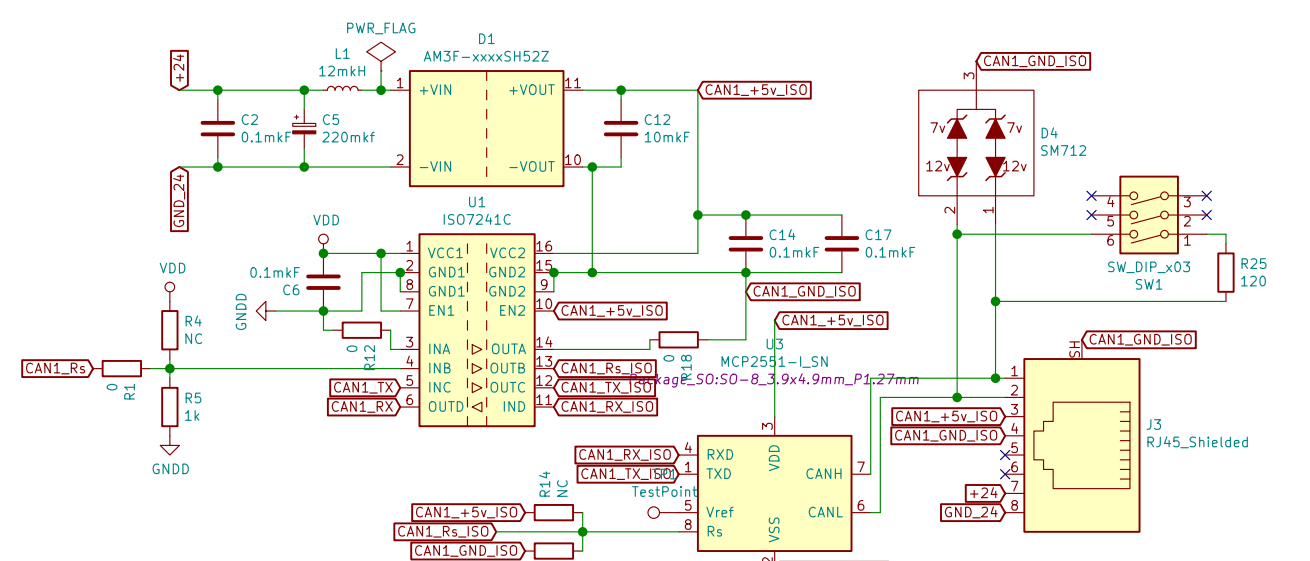 PWR_FLAG
+24
L1
12mkH
C2
0.1mkF
C5
220mkf
+
GND_24
D1
AM3F-xxxxSH52Z
1
+VIN
+VOUT
11
2
-VIN
-VOUT
10
C12
10mkF
CAN1_+5v_ISO
U1
ISO7241C
VDD
0.1mkF
C6
GNDD
1
VCC1
VCC2
16
2
GND1
GND2
15
8
GND1
GND2
9
7
EN1
EN2
10
CAN1_+5v_ISO
3
INA
OUTA
14
4
INB
OUTB
13
CAN1_Rs_ISO
CAN1_TX
5
INC
OUTC
12
CAN1_TX_ISO
CAN1_RX
6
OUTD
IND
11
CAN1_RX_ISO
0
R12
VDD
R4
NC
CAN1_Rs
0
R1
R5
1k
GNDD
C14
0.1mkF
C17
0.1mkF
CAN1_GND_ISO
CAN1_+5v_ISO
0
R18
U3
MCP2551-I_SN
Package_SO:SO-8_3.9x4.9mm_P1.27mm
3
VDD
CAN1_RX_ISO
4
RXD
CAN1_TX_ISO
1
TXD
TP1
TestPoint
5
Vref
8
Rs
CANH
7
CANL
6
VSS
2
R14
NC
CAN1_+5v_ISO
CAN1_Rs_ISO
CAN1_GND_ISO
CAN1_GND_ISO
3
7v
7v
12v
12v
D4
SM712
2
1
4
3
5
2
6
1
SW_DIP_x03
SW1
R25
120
CAN1_GND_ISO
SH
1
2
CAN1_+5v_ISO
3
CAN1_GND_ISO
4
5
6
+24
7
GND_24
8
J3
RJ45_Shielded